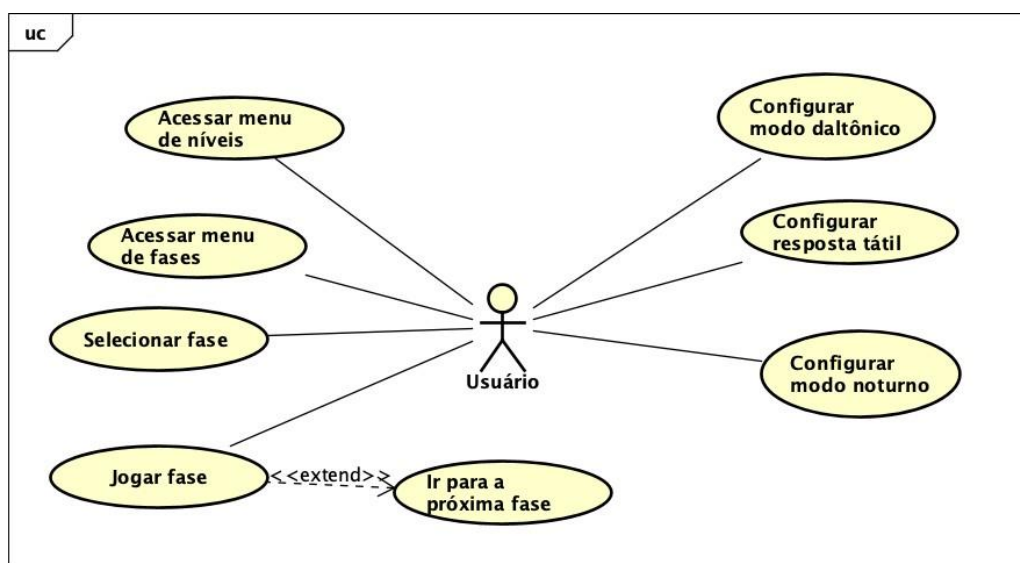 uc
Acessar menu
de níveis
Configurar
modo daltônico
Acessar menu
de fases
Configurar
resposta tátil
Selecionar fase
Usuário
Configurar
modo noturno
Jogar fase
<<extend>>
Ir para a
próxima fase